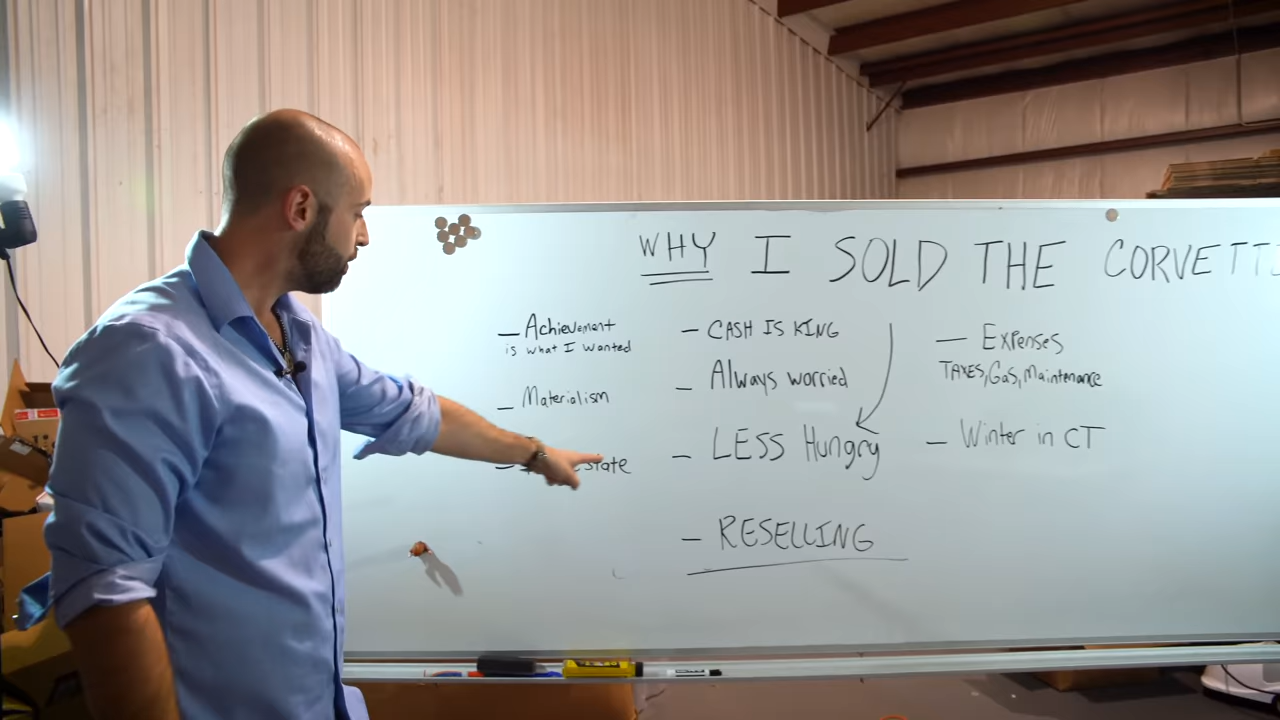 WHY I SOLD THE CORVETT
— Achievement
is what I wanted
— Materialism
— state
— CASH IS KING
— Always worried
— LESS Hungry
— RESELLING
— Expenses
TAXES, Gas, Maintenance
— Winter in CT